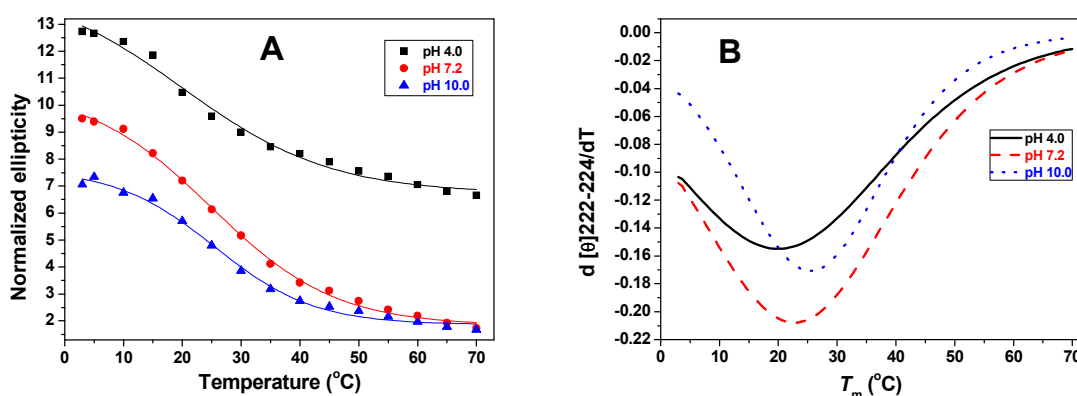 A
pH 4.0
pH 7.2
pH 10.0
13
12
11
10
9
8
7
6
5
4
3
2
Normalized ellipticity
0 10 20 30 40 50 60 70
Temperature (°C)
B
pH 4.0
pH 7.2
pH 10.0
0.00
-0.02
-0.04
-0.06
-0.08
-0.10
-0.12
-0.14
-0.16
-0.18
-0.20
-0.22
d [θ]222-224/dT
0 10 20 30 40 50 60 70
Tm (°C)